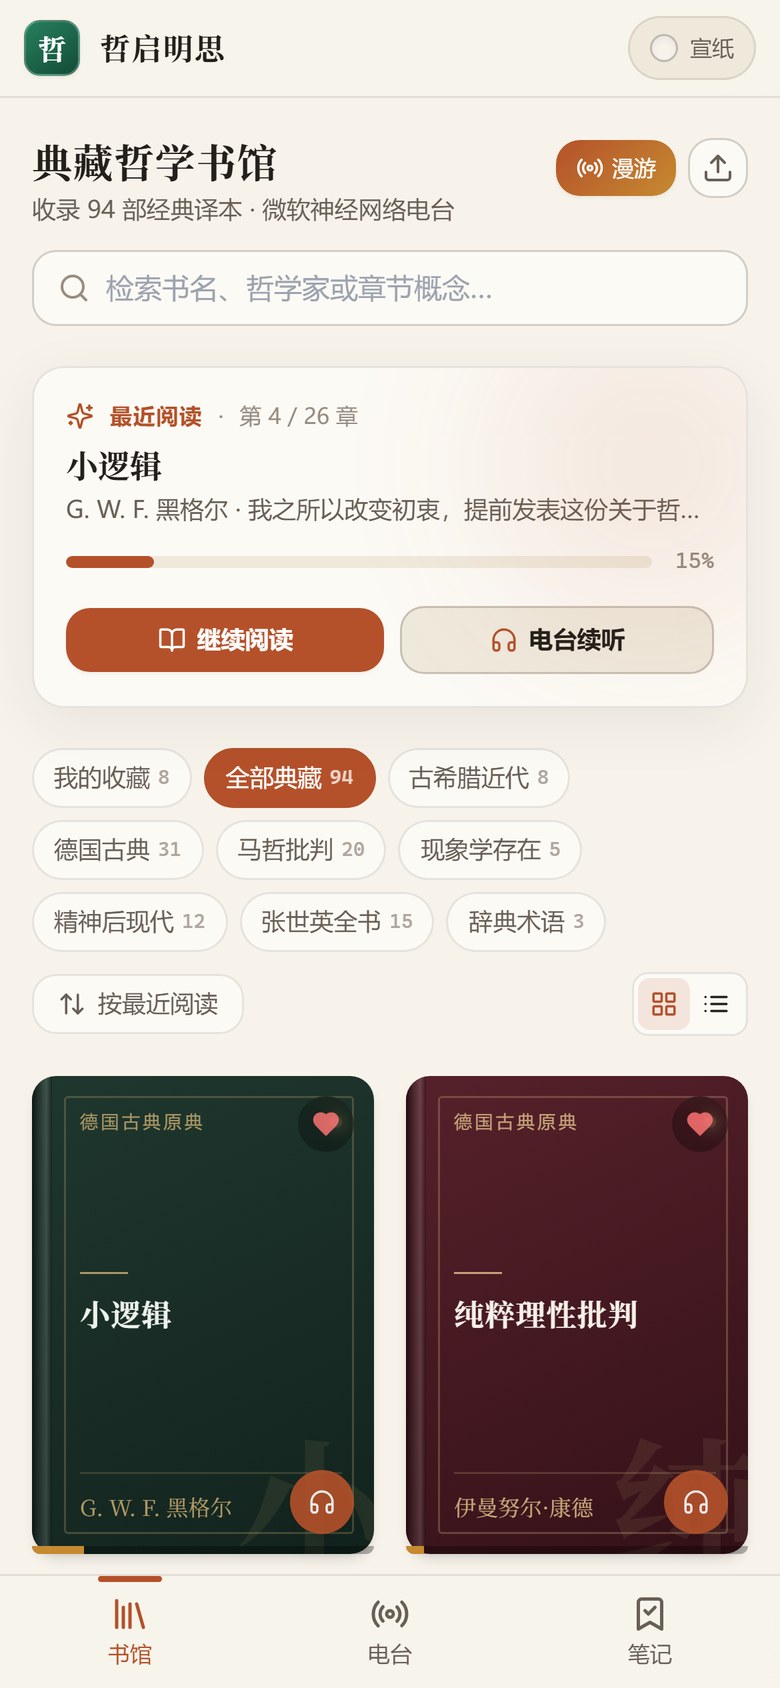 哲 哲启明思 宣纸
典藏哲学书馆 漫游
收录 94 部经典译本 · 微软神经网络电台
检索书名、哲学家或章节概念...
最近阅读 · 第 4 / 26 章
小逻辑
G. W. F. 黑格尔 · 我之所以改变初衷，提前发表这份关于哲...
15%
继续阅读 电台续听
我的收藏 8 全部典藏 94 古希腊近代 8
德国古典 31 马哲批判 20 现象学存在 5
精神后现代 12 张世英全书 15 辞典术语 3
按最近阅读
德国古典原典 德国古典原典
小逻辑 纯粹理性批判
小 纯
G. W. F. 黑格尔 伊曼努尔·康德
书馆 电台 笔记